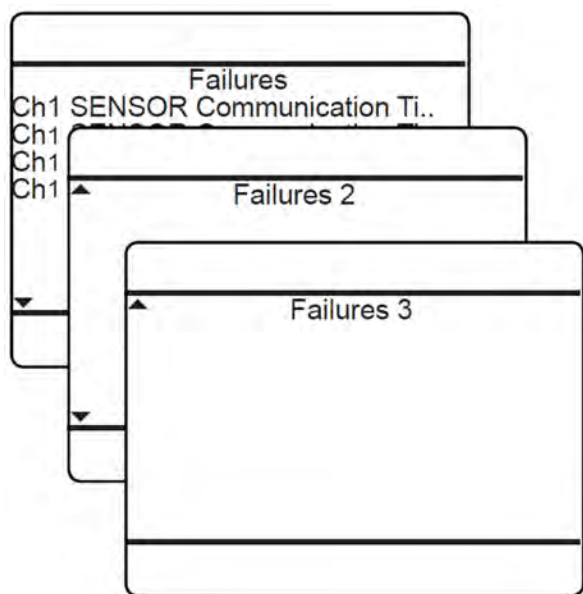 Failures
Ch1 SENSOR Communication Ti..
Ch1
Ch1
Ch1
Failures 2
Failures 3